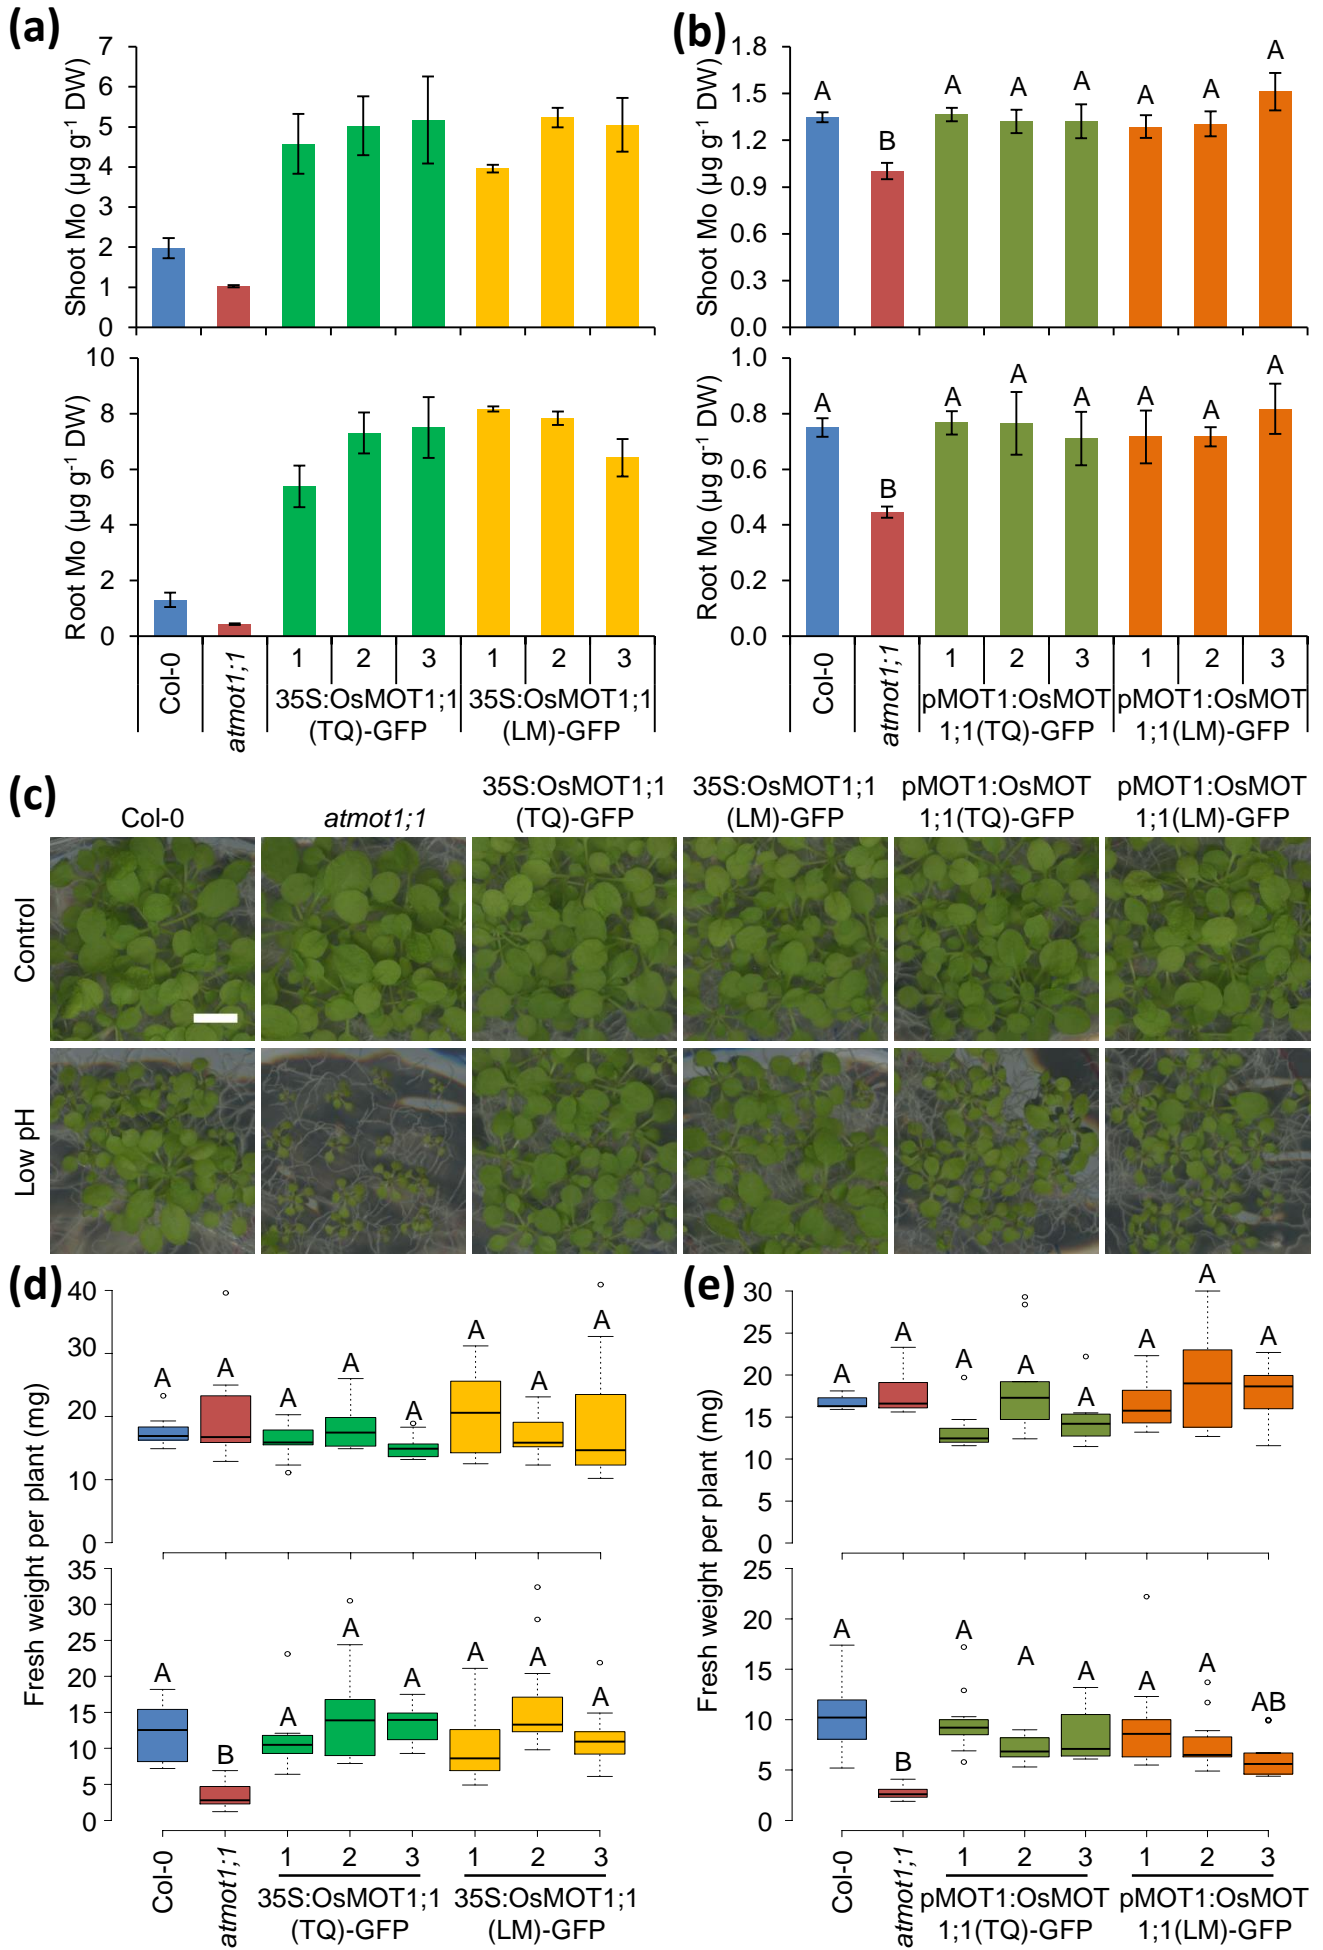 (a)
Shoot Mo (µg g⁻¹ DW)
7
6
5
4
3
2
1
0
Root Mo (µg g⁻¹ DW)
10
8
6
4
2
0
Col-0
atmot1;1
1 2 3 1 2 3
35S:OsMOT1;1 35S:OsMOT1;1
(TQ)-GFP (LM)-GFP
(b)
Shoot Mo (µg g⁻¹ DW)
1.8
1.5
1.2
0.9
0.6
0.3
0.0
A B A A A A A A
Root Mo (µg g⁻¹ DW)
1.0
0.8
0.6
0.4
0.2
0.0
A B A A A A A A
Col-0
atmot1;1
1 2 3 1 2 3
pMOT1:OsMOT pMOT1:OsMOT
1;1(TQ)-GFP 1;1(LM)-GFP
(c)
Col-0
atmot1;1
35S:OsMOT1;1
(TQ)-GFP
35S:OsMOT1;1
(LM)-GFP
pMOT1:OsMOT
1;1(TQ)-GFP
pMOT1:OsMOT
1;1(LM)-GFP
Control
Low pH
(d)
Fresh weight per plant (mg)
40
30
20
10
0
A A A A A A A A
35
30
25
20
15
10
5
0
A B A A A A A A
Col-0
atmot1;1
1 2 3 1 2 3
35S:OsMOT1;1 35S:OsMOT1;1
(TQ)-GFP (LM)-GFP
(e)
Fresh weight per plant (mg)
30
25
20
15
10
5
0
A A A A A A A A
25
20
15
10
5
0
A B A A A A A AB
Col-0
atmot1;1
1 2 3 1 2 3
pMOT1:OsMOT pMOT1:OsMOT
1;1(TQ)-GFP 1;1(LM)-GFP